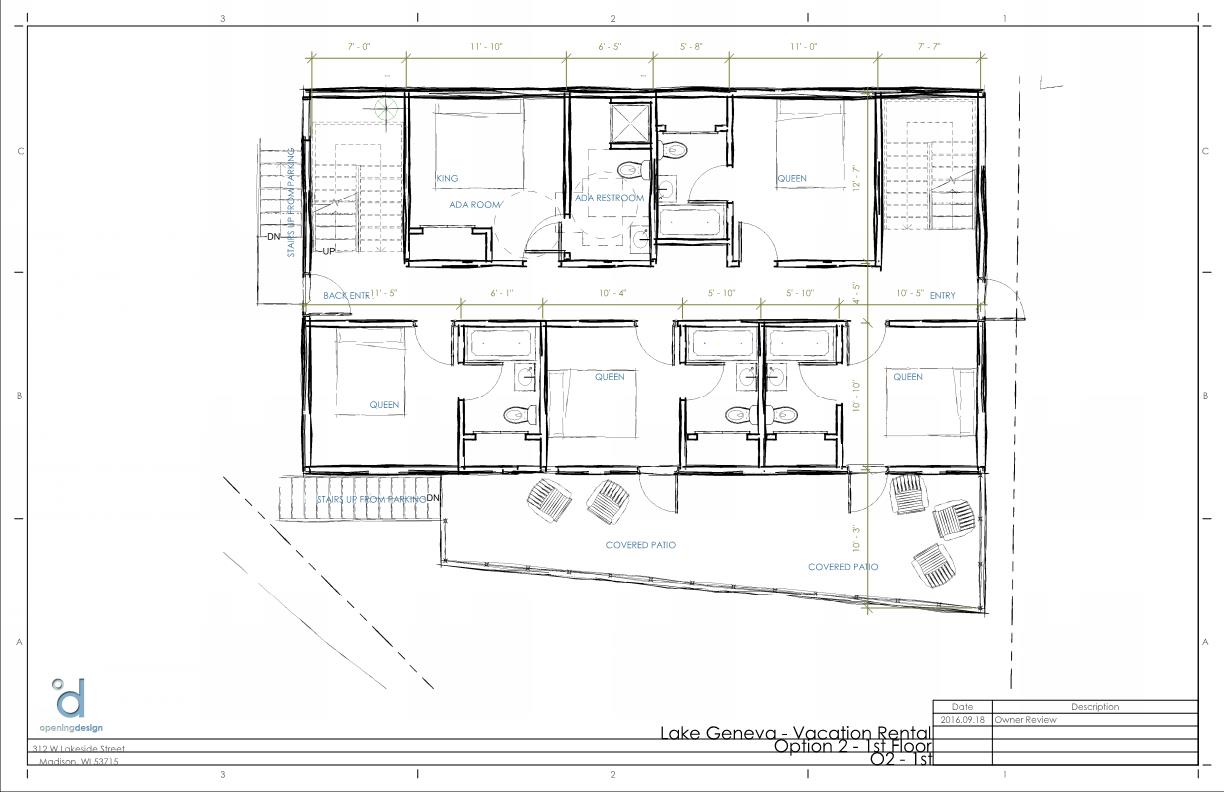 3
2
1
7' - 0"
11' - 10"
6' - 5"
5' - 8"
11' - 0"
7' - 7"
C
C
STAIRS UP FROM PARKING
KING
ADA ROOM
ADA RESTROOM
QUEEN
12' - 7"
DN
UP
BACK ENTR
11' - 5"
6' - 1"
10' - 4"
5' - 10"
5' - 10"
4' - 5"
10' - 5"
ENTRY
B
B
QUEEN
QUEEN
QUEEN
10' - 10"
STAIRS UP FROM PARKING
DN
COVERED PATIO
COVERED PATIO
10' - 3"
A
A
openingdesign
312 W Lakeside Street
Madison, WI 53715
Lake Geneva - Vacation Rental
Option 2 - 1st Floor
O2 - 1st
Date Description
2016.09.18 Owner Review
3
2
1